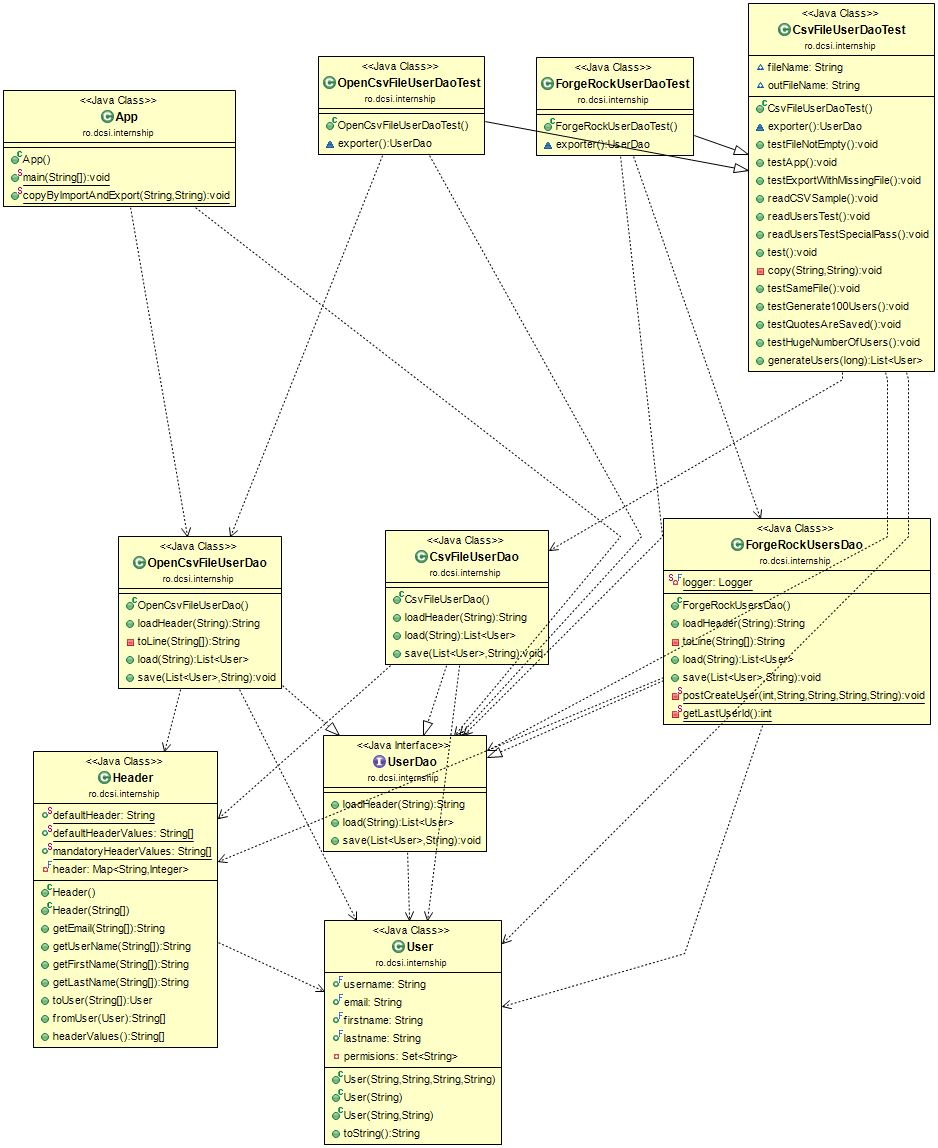 <<Java Class>>
CsvFileUserDaoTest
ro.dcsi.internship
fileName: String
outFileName: String
CsvFileUserDaoTest()
exporter():UserDao
testFileNotEmpty():void
testApp():void
testExportWithMissingFile():void
readCSVSample():void
readUsersTest():void
readUsersTestSpecialPass():void
test():void
copy(String,String):void
testSameFile():void
testGenerate100Users():void
testQuotesAreSaved():void
testHugeNumberOfUsers():void
generateUsers(long):List<User>
<<Java Class>>
OpenCsvFileUserDaoTest
ro.dcsi.internship
OpenCsvFileUserDaoTest()
exporter():UserDao
<<Java Class>>
ForgeRockUserDaoTest
ro.dcsi.internship
ForgeRockUserDaoTest()
exporter():UserDao
<<Java Class>>
App
ro.dcsi.internship
App()
main(String[]):void
copyByImportAndExport(String,String):void
<<Java Class>>
OpenCsvFileUserDao
ro.dcsi.internship
OpenCsvFileUserDao()
loadHeader(String):String
toLine(String[]):String
load(String):List<User>
save(List<User>,String):void
<<Java Class>>
CsvFileUserDao
ro.dcsi.internship
CsvFileUserDao()
loadHeader(String):String
load(String):List<User>
save(List<User>,String):void
<<Java Class>>
ForgeRockUsersDao
ro.dcsi.internship
logger: Logger
ForgeRockUsersDao()
loadHeader(String):String
toLine(String[]):String
load(String):List<User>
save(List<User>,String):void
postCreateUser(int,String,String,String,String):void
getLastUserId():int
<<Java Interface>>
UserDao
ro.dcsi.internship
loadHeader(String):String
load(String):List<User>
save(List<User>,String):void
<<Java Class>>
Header
ro.dcsi.internship
defaultHeader: String
defaultHeaderValues: String[]
mandatoryHeaderValues: String[]
header: Map<String,Integer>
Header()
Header(String[])
getEmail(String[]):String
getUserName(String[]):String
getFirstName(String[]):String
getLastName(String[]):String
toUser(String[]):User
fromUser(User):String[]
headerValues():String[]
<<Java Class>>
User
ro.dcsi.internship
username: String
email: String
firstname: String
lastname: String
permisions: Set<String>
User(String,String,String,String)
User(String)
User(String,String)
toString():String